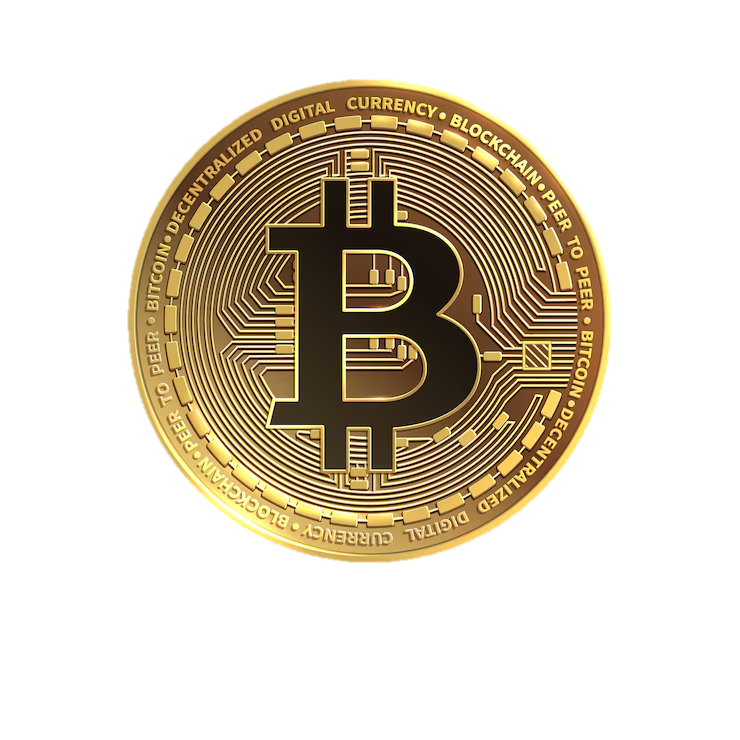 BITCOIN • DECENTRALIZED DIGITAL CURRENCY • BLOCKCHAIN • PEER TO PEER •
BITCOIN • DECENTRALIZED DIGITAL CURRENCY • BLOCKCHAIN • PEER TO PEER •
₿